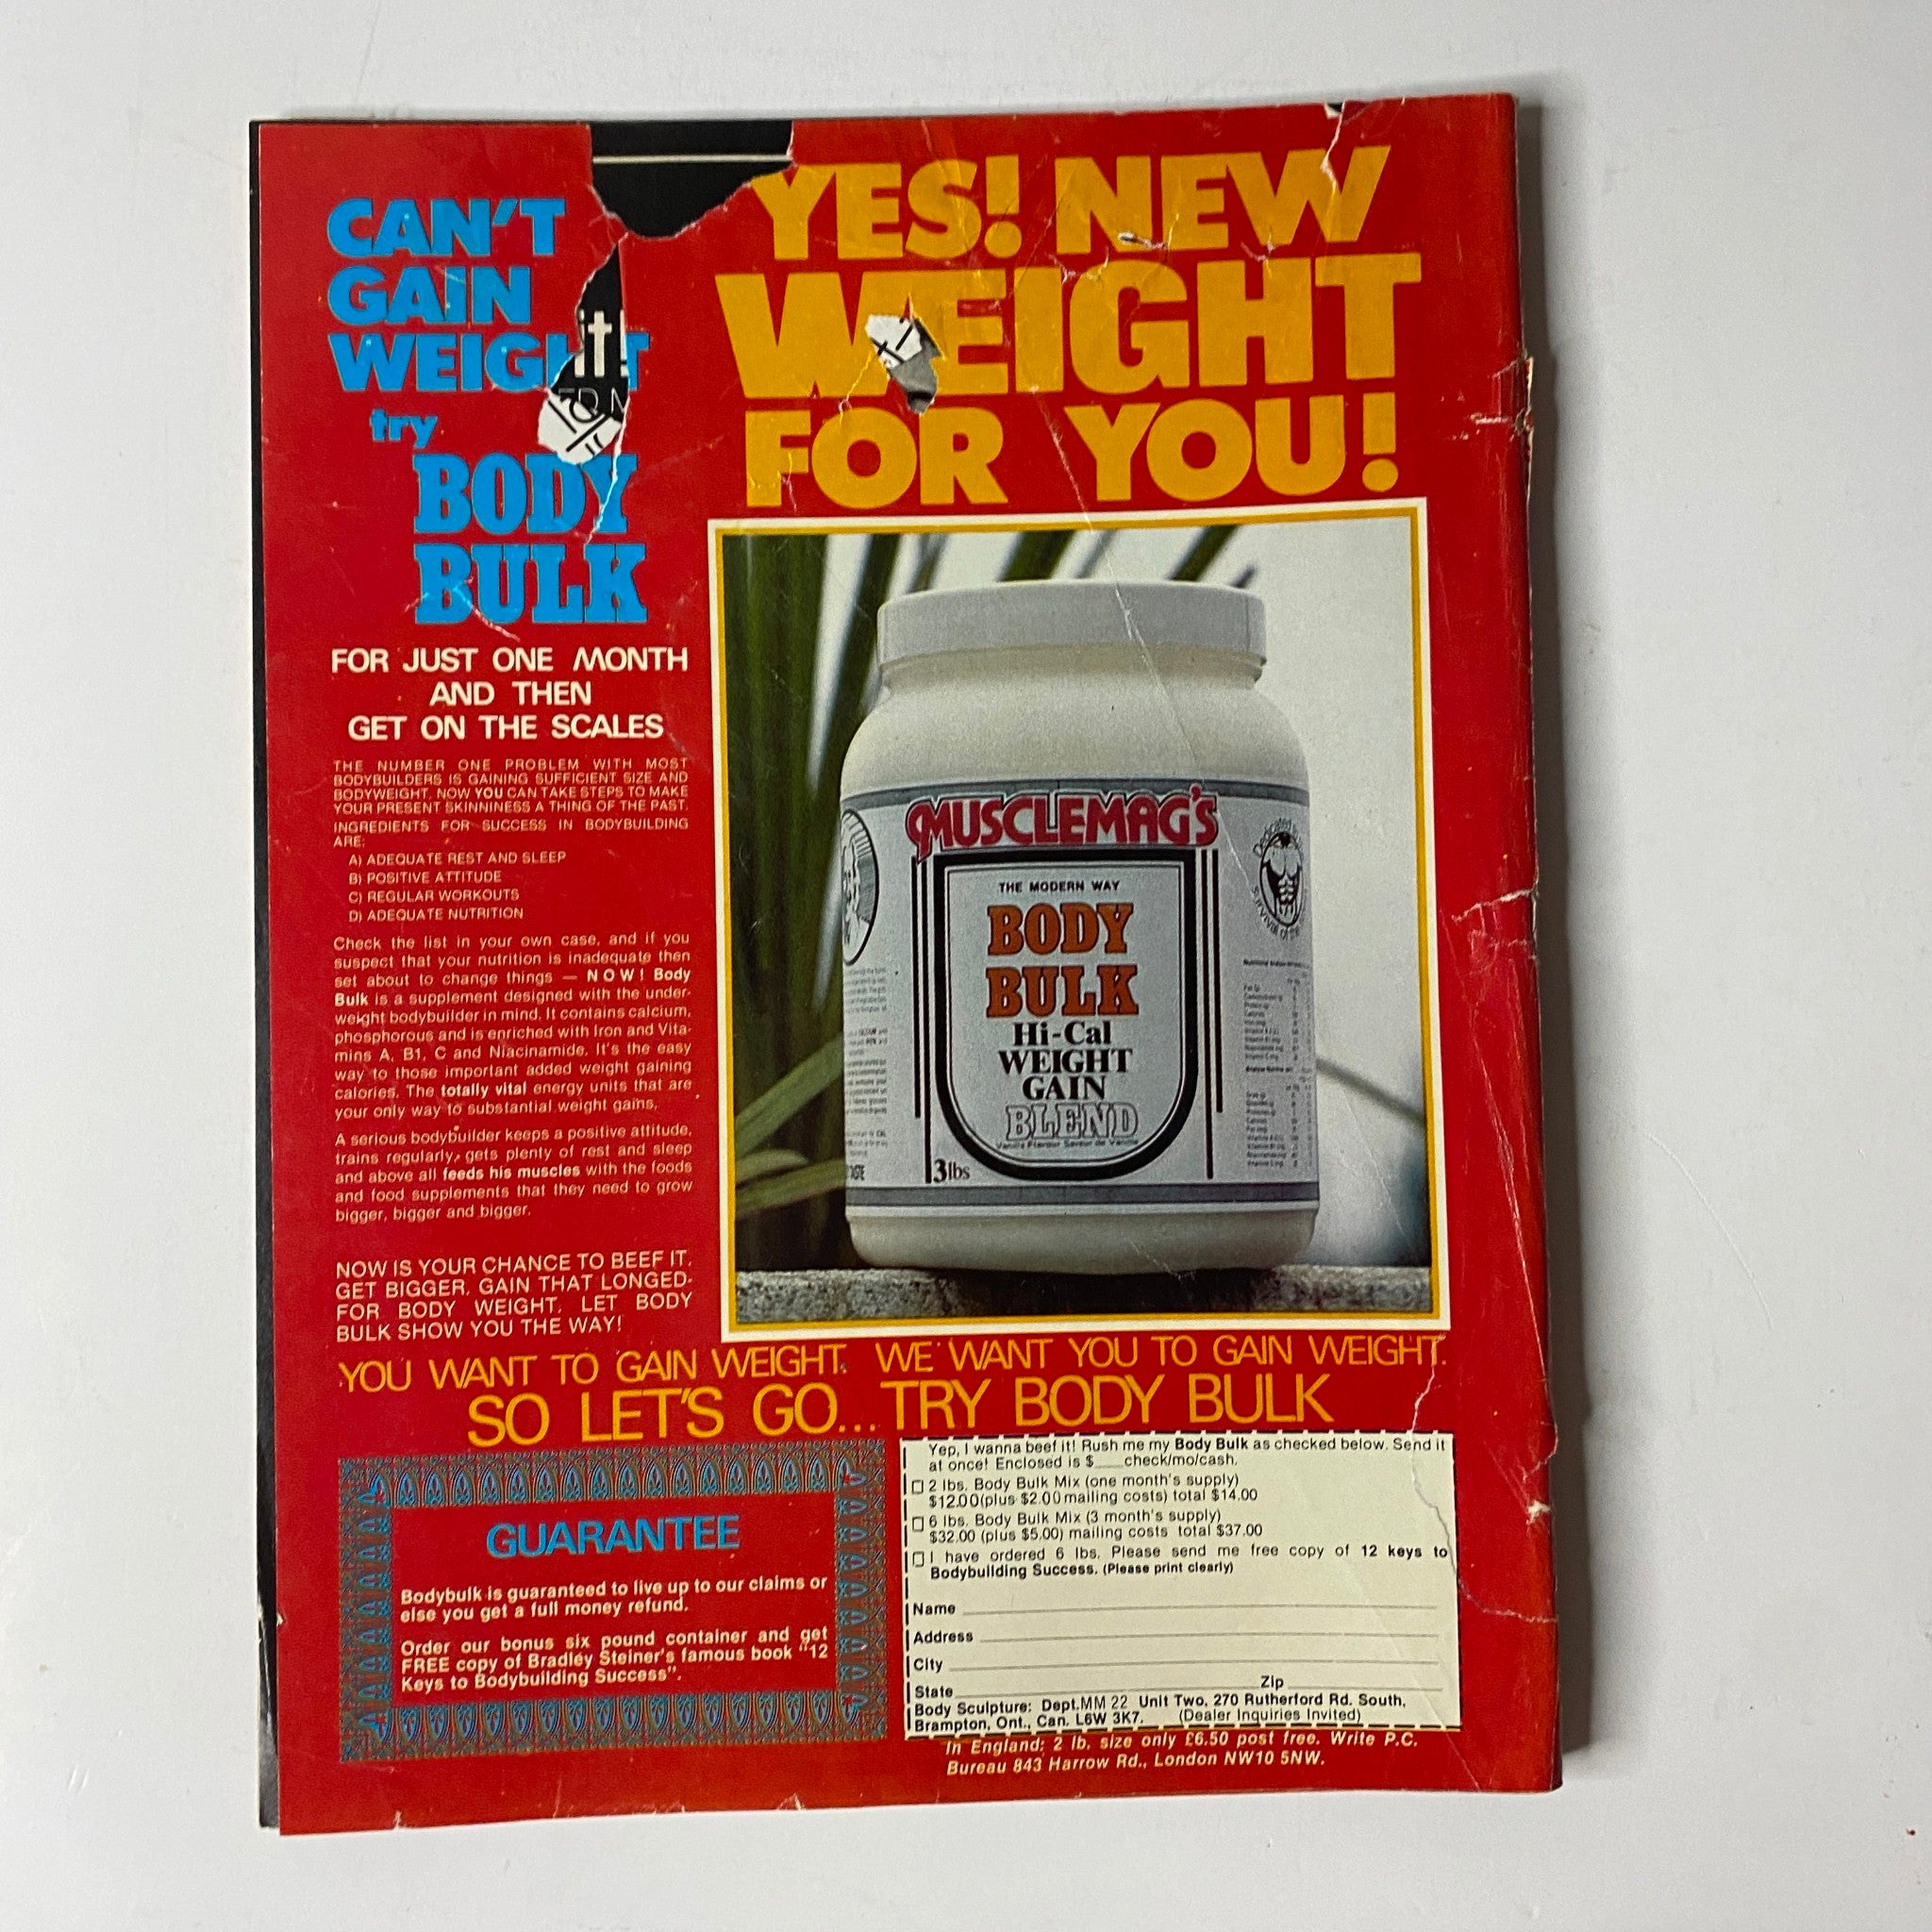 CAN'T
GAIN
WEIGHT
try
BODY
BULK
FOR JUST ONE MONTH
AND THEN
GET ON THE SCALES
THE NUMBER ONE PROBLEM WITH MOST
BODYBUILDERS IS GAINING SUFFICIENT SIZE AND
BODYWEIGHT. NOW YOU CAN TAKE STEPS TO MAKE
YOUR PRESENT SKINNINESS A THING OF THE PAST.
INGREDIENTS FOR SUCCESS IN BODYBUILDING
ARE:
A) ADEQUATE REST AND SLEEP
B) POSITIVE ATTITUDE
C) REGULAR WORKOUTS
D) ADEQUATE NUTRITION
Check the list in your own case, and if you
suspect that your nutrition is inadequate then
set about to change things — NOW! Body
Bulk is a supplement designed with the under-
weight bodybuilder in mind. It contains calcium,
phosphorous and is enriched with Iron and Vita-
mins A, B1, C and Niacinamide. It's the easy
way to those important added weight gaining
calories. The totally vital energy units that are
your only way to substantial weight gains.
A serious bodybuilder keeps a positive attitude,
trains regularly, gets plenty of rest and sleep
and above all feeds his muscles with the foods
and food supplements that they need to grow
bigger, bigger and bigger.
NOW IS YOUR CHANCE TO BEEF IT.
GET BIGGER. GAIN THAT LONGED-
FOR BODY WEIGHT. LET BODY
BULK SHOW YOU THE WAY!
YES! NEW
WEIGHT
FOR YOU!
it!
MUSCLEMAG'S
THE MODERN WAY
BODY
BULK
Hi-Cal
WEIGHT
GAIN
BLEND
Vanilla Flavour Saveur de Vanille
3lbs
YOU WANT TO GAIN WEIGHT. WE WANT YOU TO GAIN WEIGHT.
SO LET'S GO... TRY BODY BULK
GUARANTEE
Bodybulk is guaranteed to live up to our claims or
else you get a full money refund.
Order our bonus six pound container and get
FREE copy of Bradley Steiner's famous book "12
Keys to Bodybuilding Success".
Yep, I wanna beef it! Rush me my Body Bulk as checked below. Send it
at once! Enclosed is $___check/mo/cash.
2 lbs. Body Bulk Mix (one month's supply)
$12.00(plus $2.00 mailing costs) total $14.00
6 lbs. Body Bulk Mix (3 month's supply)
$32.00 (plus $5.00) mailing costs total $37.00
I have ordered 6 lbs. Please send me free copy of 12 keys to
Bodybuilding Success. (Please print clearly)
Name
Address
City
State Zip
Body Sculpture: Dept.MM 22 Unit Two, 270 Rutherford Rd. South,
Brampton, Ont., Can. L6W 3K7. (Dealer Inquiries Invited)
In England: 2 lb. size only £6.50 post free. Write P.C.
Bureau 843 Harrow Rd., London NW10 5NW.